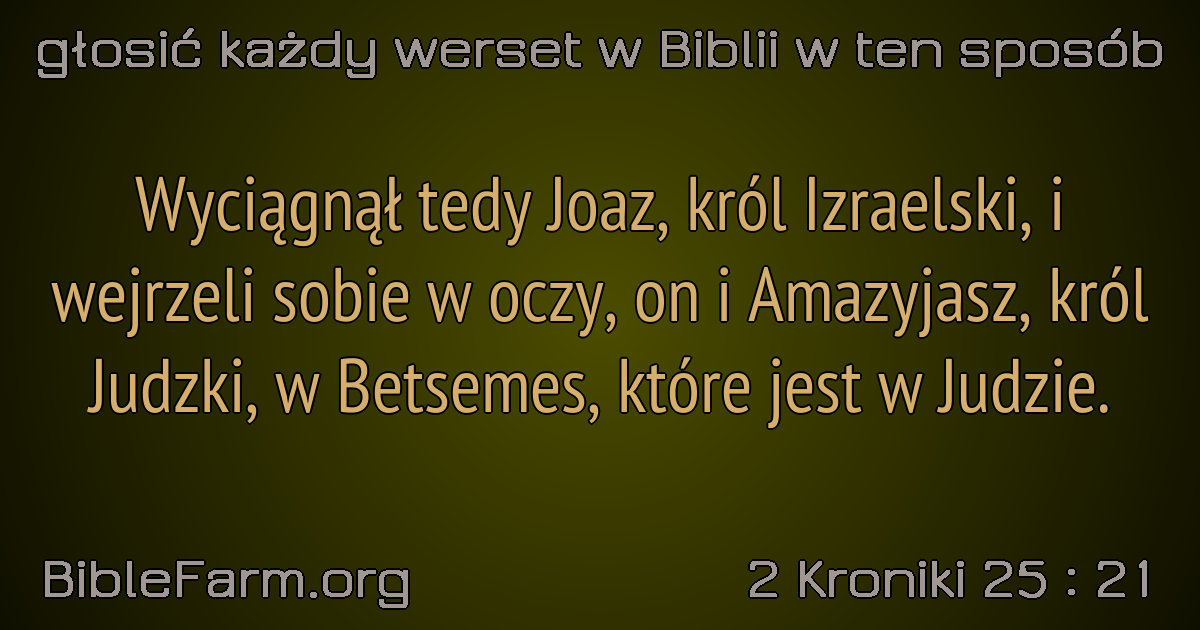 głosić każdy werset w Biblii w ten sposób
Wyciągnął tedy Joaz, król Izraelski, i
wejrzeli sobie w oczy, on i Amazyjasz, król
Judzki, w Betsemes, które jest w Judzie.
BibleFarm.org
2 Kroniki 25 : 21